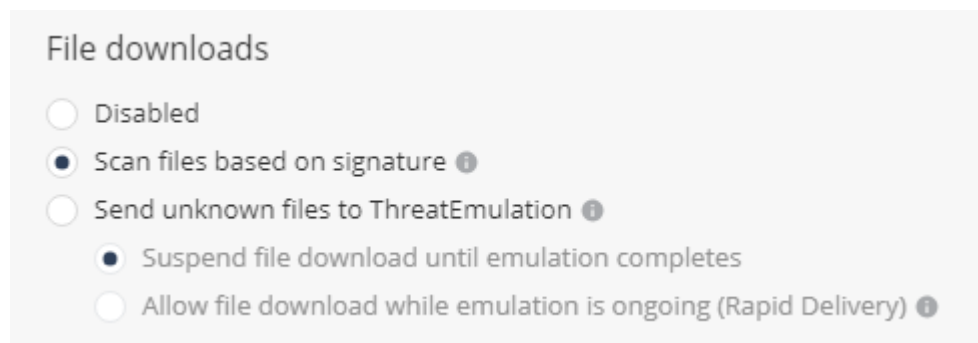 File downloads
Disabled
Scan files based on signature
Send unknown files to ThreatEmulation
Suspend file download until emulation completes
Allow file download while emulation is ongoing (Rapid Delivery)